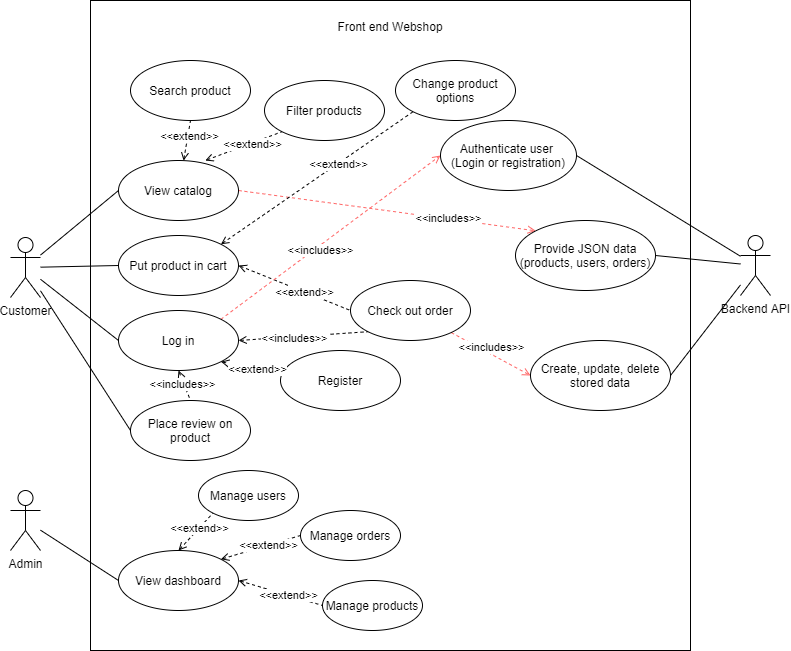 Front end Webshop
Search product
Filter products
Change product
options
<<extend>>
<<extend>>
<<extend>>
Authenticate user
(Login or registration)
View catalog
<<includes>>
Provide JSON data
(products, users, orders)
Put product in cart
<<includes>>
<<extend>>
Check out order
Customer
Backend API
Log in
<<includes>>
<<includes>>
<<extend>>
Register
Create, update, delete
stored data
<<includes>>
Place review on
product
Manage users
<<extend>>
Manage orders
<<extend>>
Admin
View dashboard
<<extend>>
Manage products